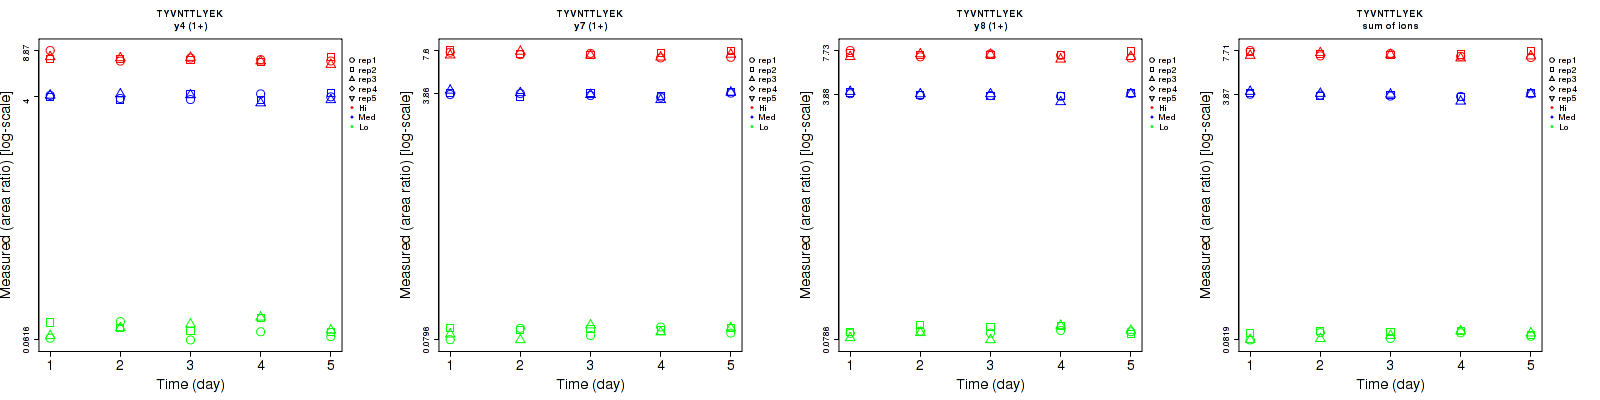 TYVNTTLYEK
y4 (1+)
Measured (area ratio) [log-scale]
8.87
4
0.0616
1 2 3 4 5
Time (day)
rep1
rep2
rep3
rep4
rep5
Hi
Med
Lo
TYVNTTLYEK
y7 (1+)
Measured (area ratio) [log-scale]
7.8
3.86
0.0796
1 2 3 4 5
Time (day)
rep1
rep2
rep3
rep4
rep5
Hi
Med
Lo
TYVNTTLYEK
y8 (1+)
Measured (area ratio) [log-scale]
7.73
3.88
0.0786
1 2 3 4 5
Time (day)
rep1
rep2
rep3
rep4
rep5
Hi
Med
Lo
TYVNTTLYEK
sum of ions
Measured (area ratio) [log-scale]
7.71
3.87
0.0819
1 2 3 4 5
Time (day)
rep1
rep2
rep3
rep4
rep5
Hi
Med
Lo